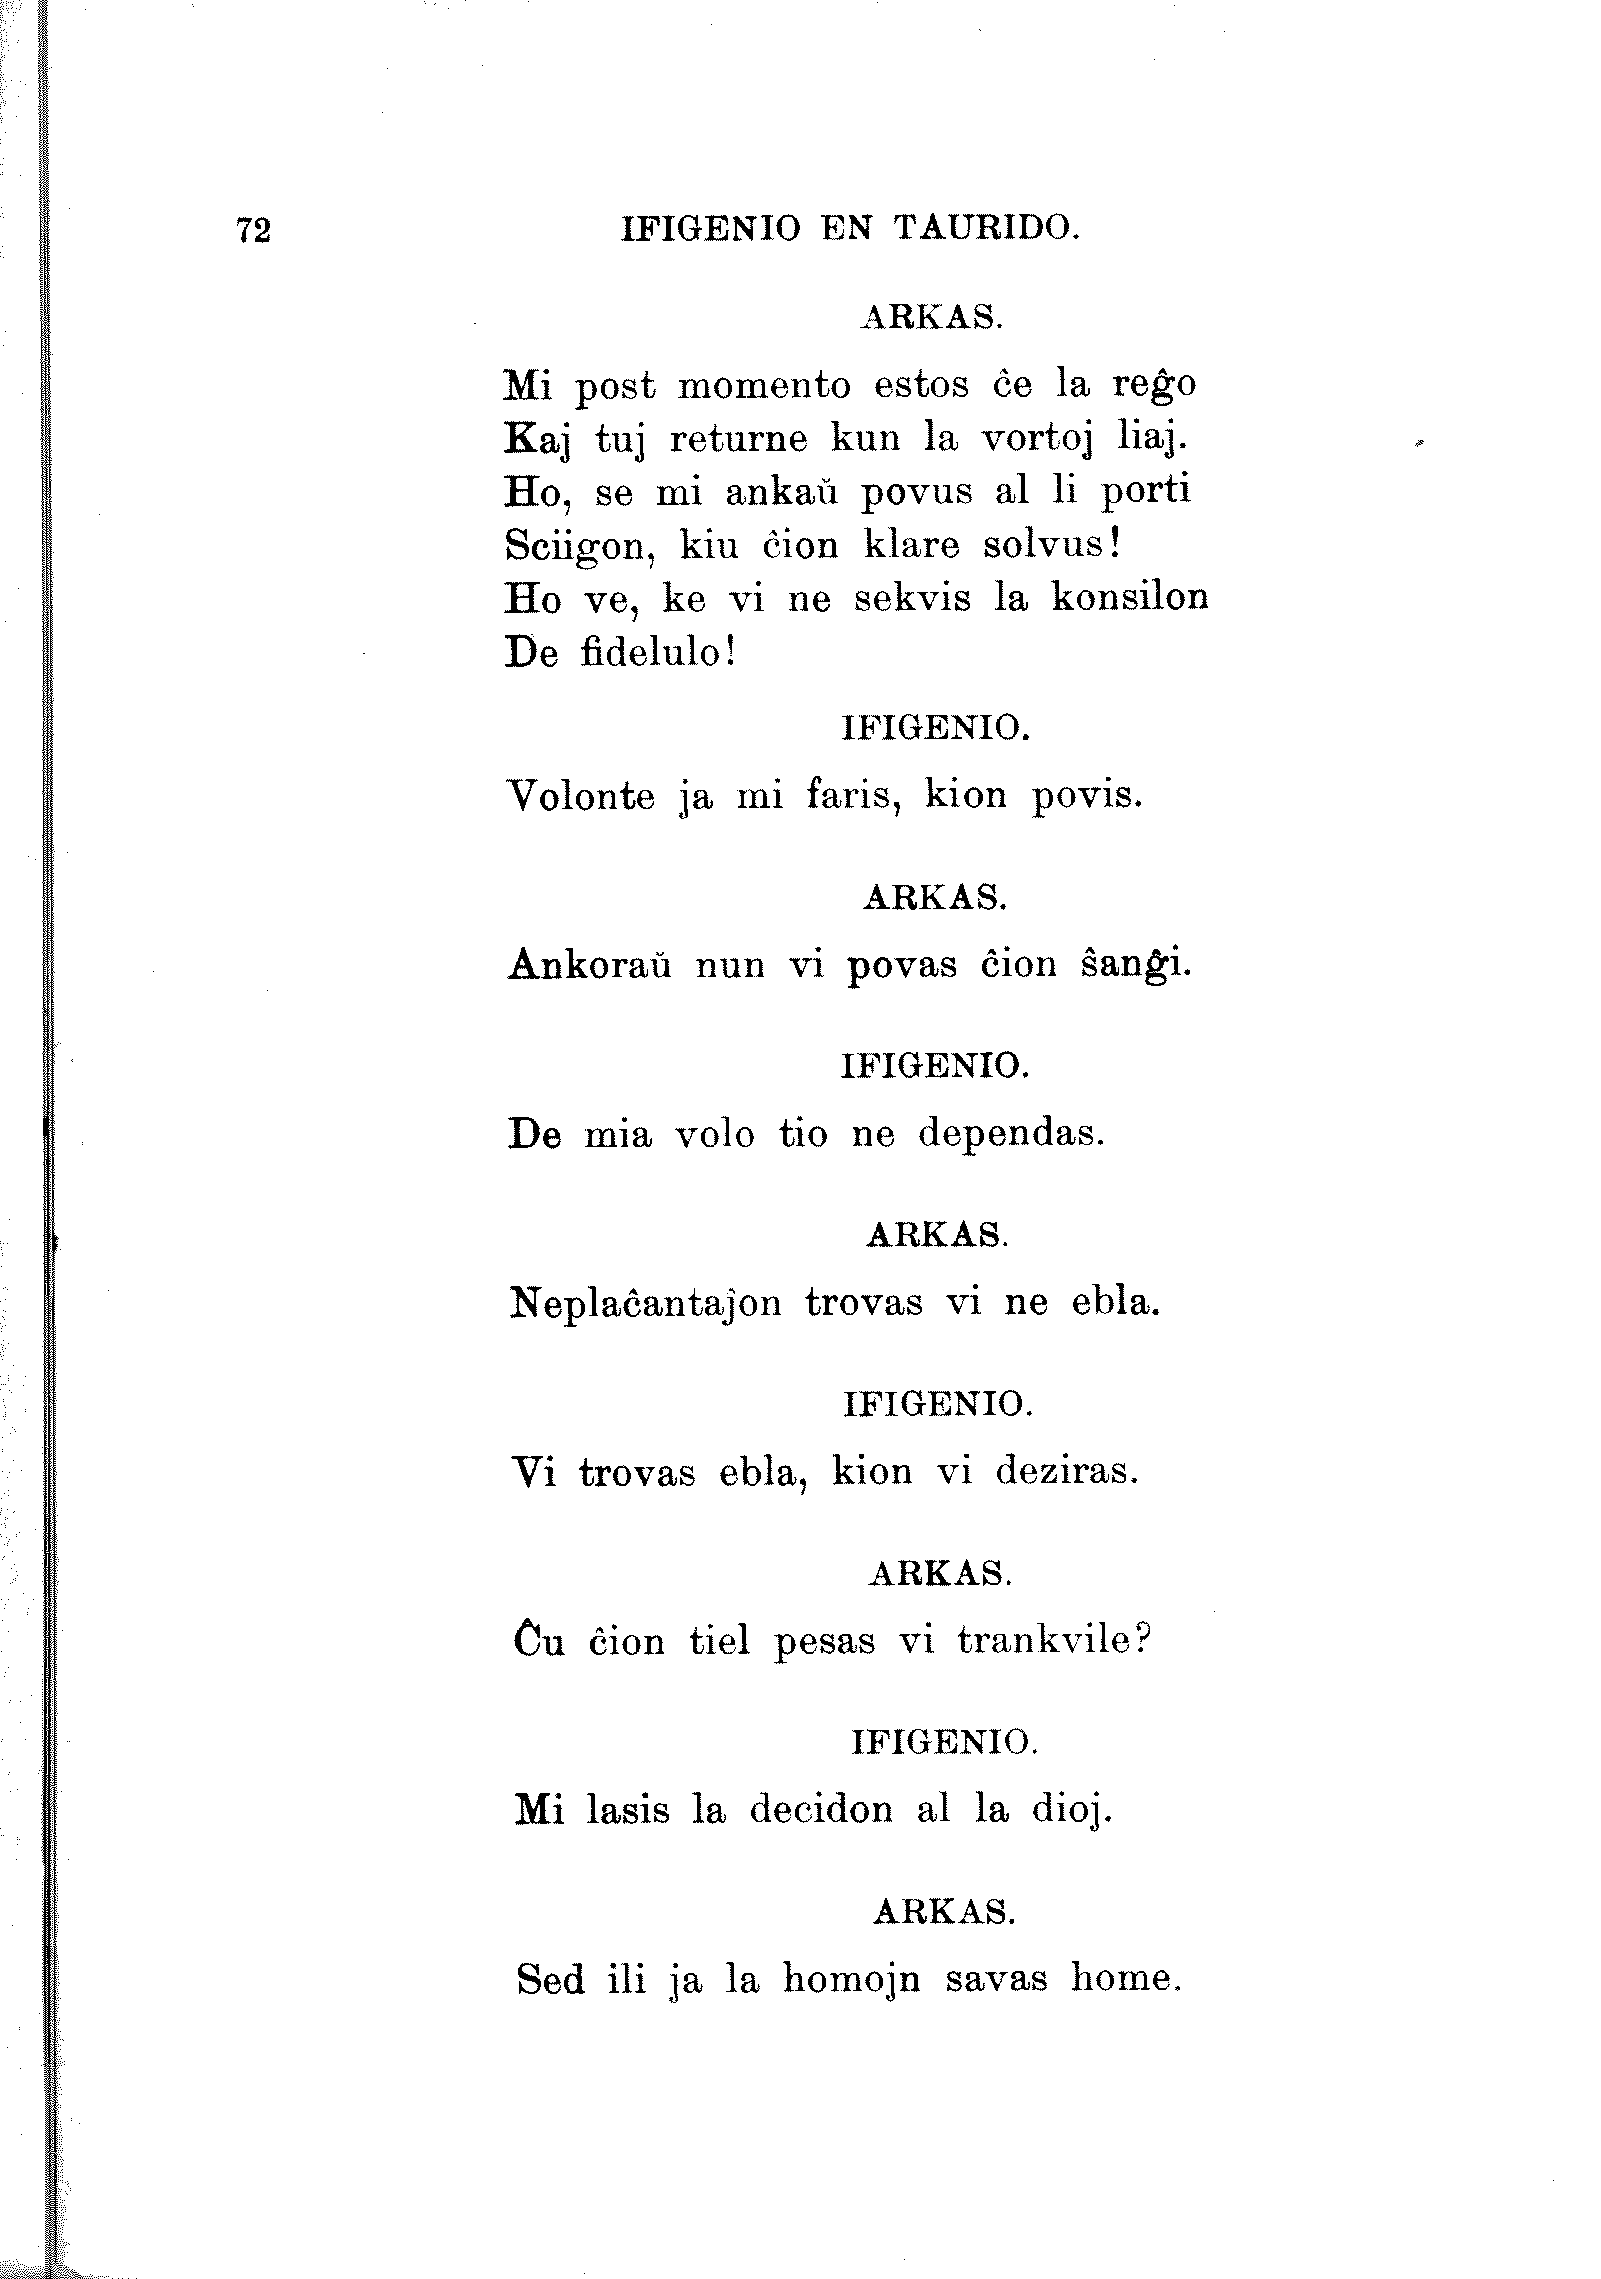 72 IFIGENIO EN TAURIDO.
ARKAS.
Mi post momento estos ĉe la reĝo
Kaj tuj returne kun la vortoj liaj.
Ho, se mi ankaŭ povus al li porti
Sciigon, kiu ĉion klare solvus!
Ho ve, ke vi ne sekvis la konsilon
De fidelulo!
IFIGENIO.
Volonte ja mi faris, kion povis.
ARKAS.
Ankoraŭ nun vi povas ĉion ŝanĝi.
IFIGENIO.
De mia volo tio ne dependas.
ARKAS.
Neplaĉantaĵon trovas vi ne ebla.
IFIGENIO.
Vi trovas ebla, kion vi deziras.
ARKAS.
Ĉu ĉion tiel pesas vi trankvile?
IFIGENIO.
Mi lasis la decidon al la dioj.
ARKAS.
Sed ili ja la homojn savas home.